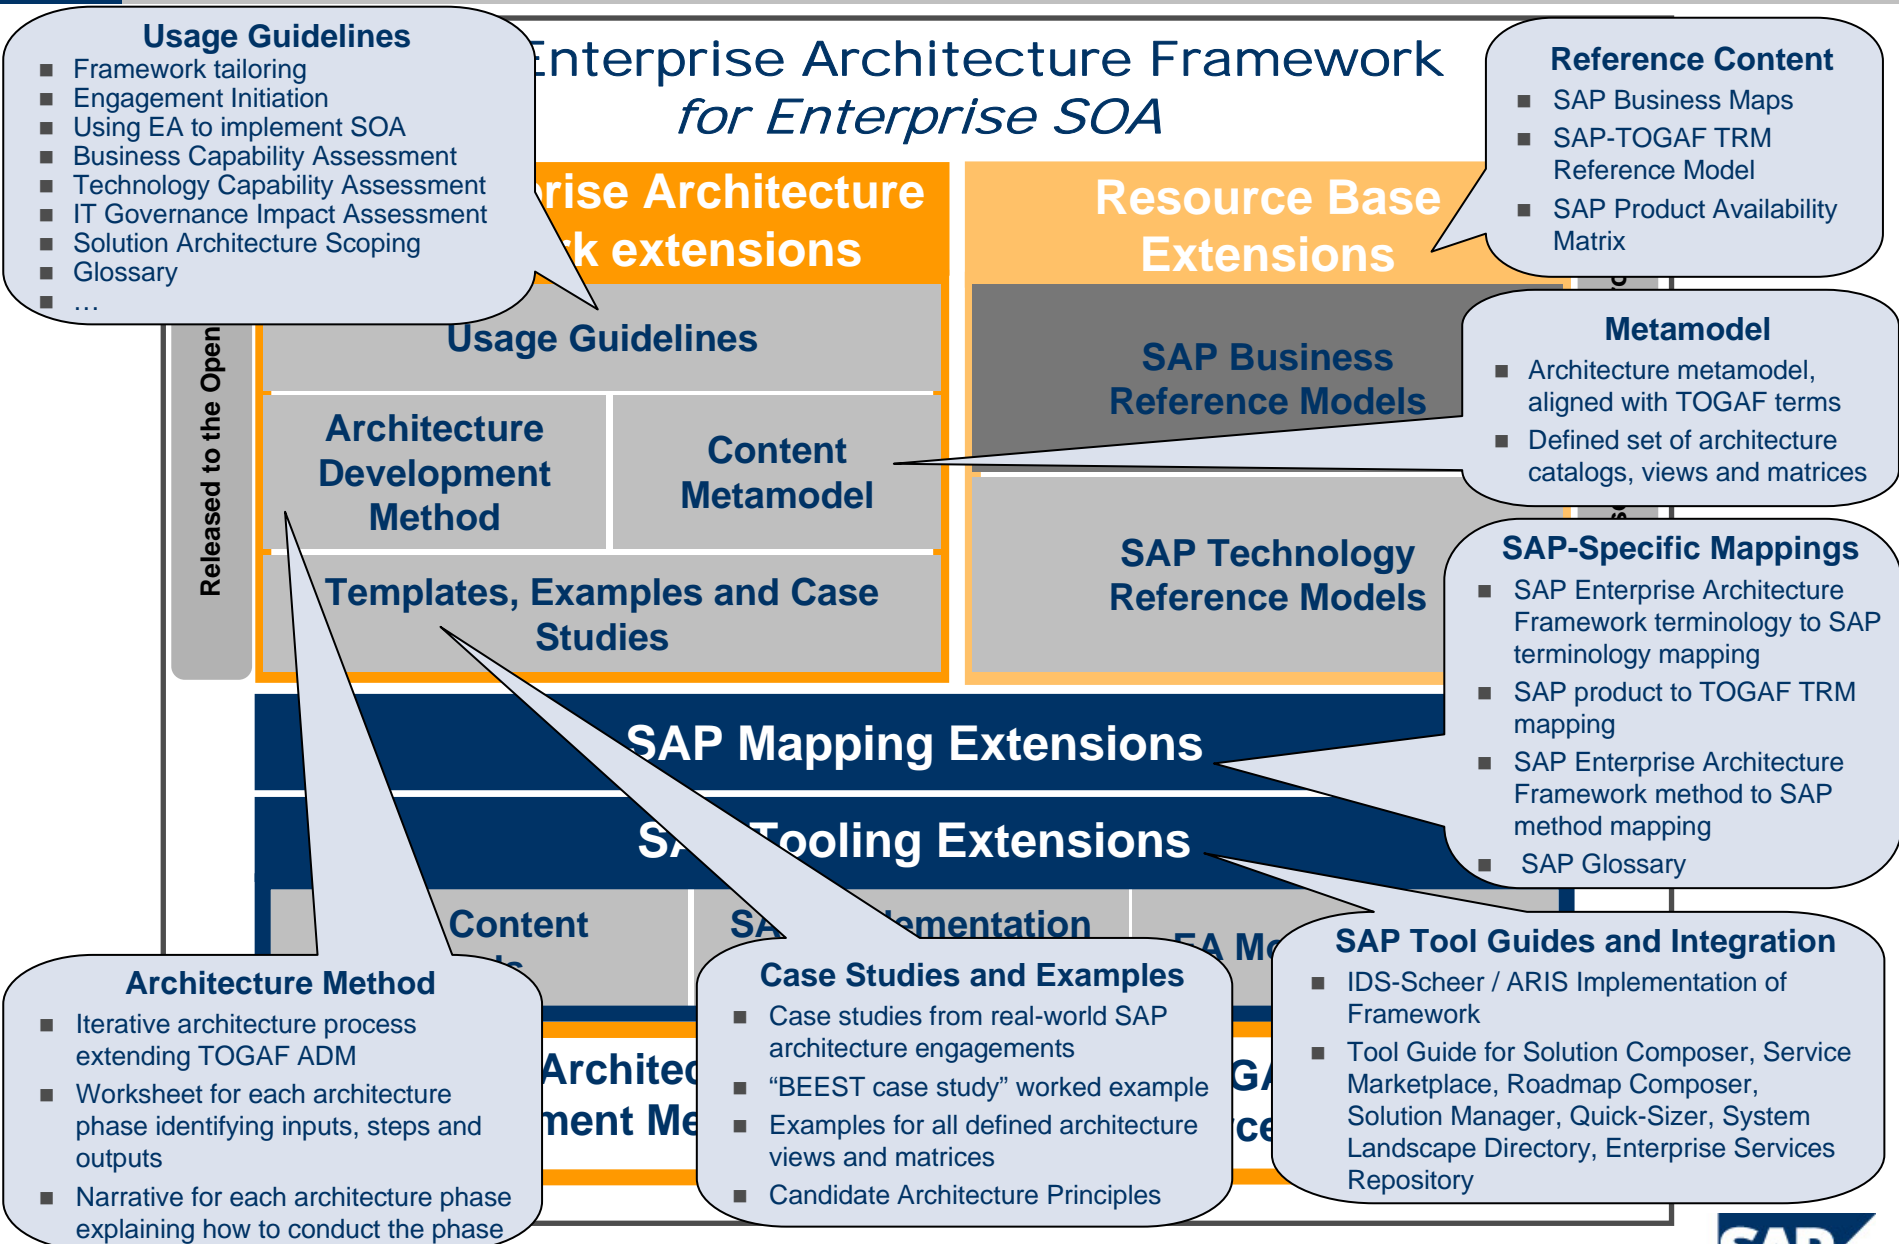 Usage Guidelines
Framework tailoring
Engagement Initiation
Using EA to implement SOA
Business Capability Assessment
Technology Capability Assessment
IT Governance Impact Assessment
Solution Architecture Scoping
Glossary
…
Enterprise Architecture Framework
for Enterprise SOA
Reference Content
SAP Business Maps
SAP-TOGAF TRM
Reference Model
SAP Product Availability
Matrix
Architecture
extensions
Resource Base
Extensions
Released to the Open
Usage Guidelines
Architecture
Development
Method
Content
Metamodel
Templates, Examples and Case
Studies
SAP Business
Reference Models
SAP Technology
Reference Models
Metamodel
Architecture metamodel,
aligned with TOGAF terms
Defined set of architecture
catalogs, views and matrices
SAP-Specific Mappings
SAP Enterprise Architecture
Framework terminology to SAP
terminology mapping
SAP product to TOGAF TRM
mapping
SAP Enterprise Architecture
Framework method to SAP
method mapping
SAP Glossary
SAP Mapping Extensions
SAP Tooling Extensions
Content
EA
Architecture Method
Iterative architecture process
extending TOGAF ADM
Worksheet for each architecture
phase identifying inputs, steps and
outputs
Narrative for each architecture phase
explaining how to conduct the phase
Case Studies and Examples
Case studies from real-world SAP
architecture engagements
“BEEST case study” worked example
Examples for all defined architecture
views and matrices
Candidate Architecture Principles
SAP Tool Guides and Integration
IDS-Scheer / ARIS Implementation of
Framework
Tool Guide for Solution Composer, Service
Marketplace, Roadmap Composer,
Solution Manager, Quick-Sizer, System
Landscape Directory, Enterprise Services
Repository
SAP